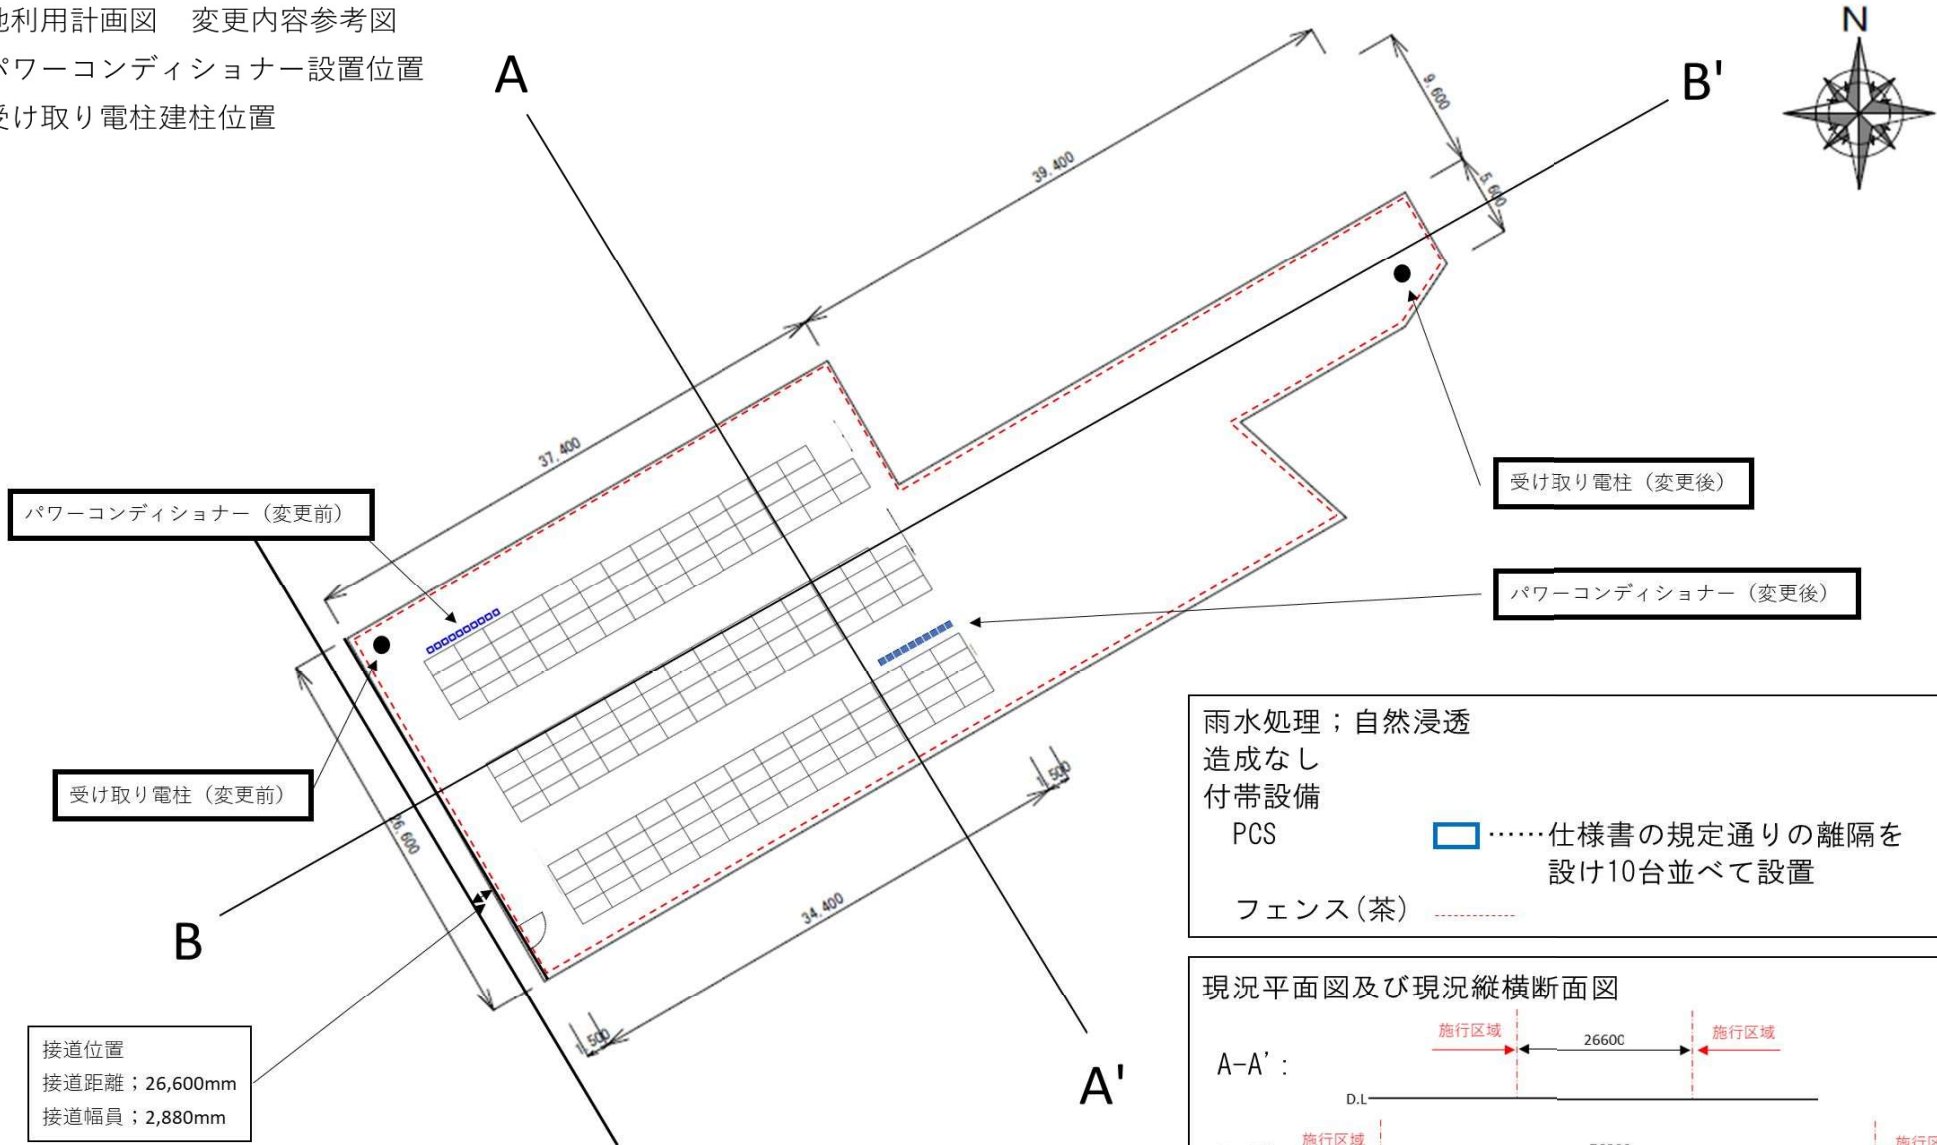 地利用計画図　変更内容参考図
パワーコンディショナー設置位置
受け取り電柱建柱位置
A
B'
N
9,600
5,600
39,400
37,400
パワーコンディショナー（変更前）
受け取り電柱（変更後）
パワーコンディショナー（変更後）
受け取り電柱（変更前）
26,600
B
34,400
1,500
1,500
A'
接道位置
接道距離；26,600mm
接道幅員；2,880mm
雨水処理；自然浸透
造成なし
付帯設備
PCS ……仕様書の規定通りの離隔を
設け10台並べて設置
フェンス(茶)
現況平面図及び現況縦横断面図
施行区域 26600 施行区域
A-A'：
D.L
施行区域